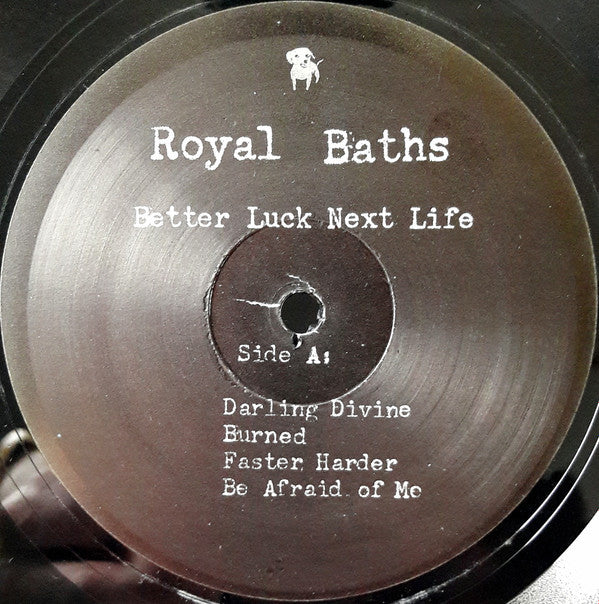 Royal Baths
Better Luck Next Life
Side A:
Darling Divine
Burned
Faster, Harder
Be Afraid of Me